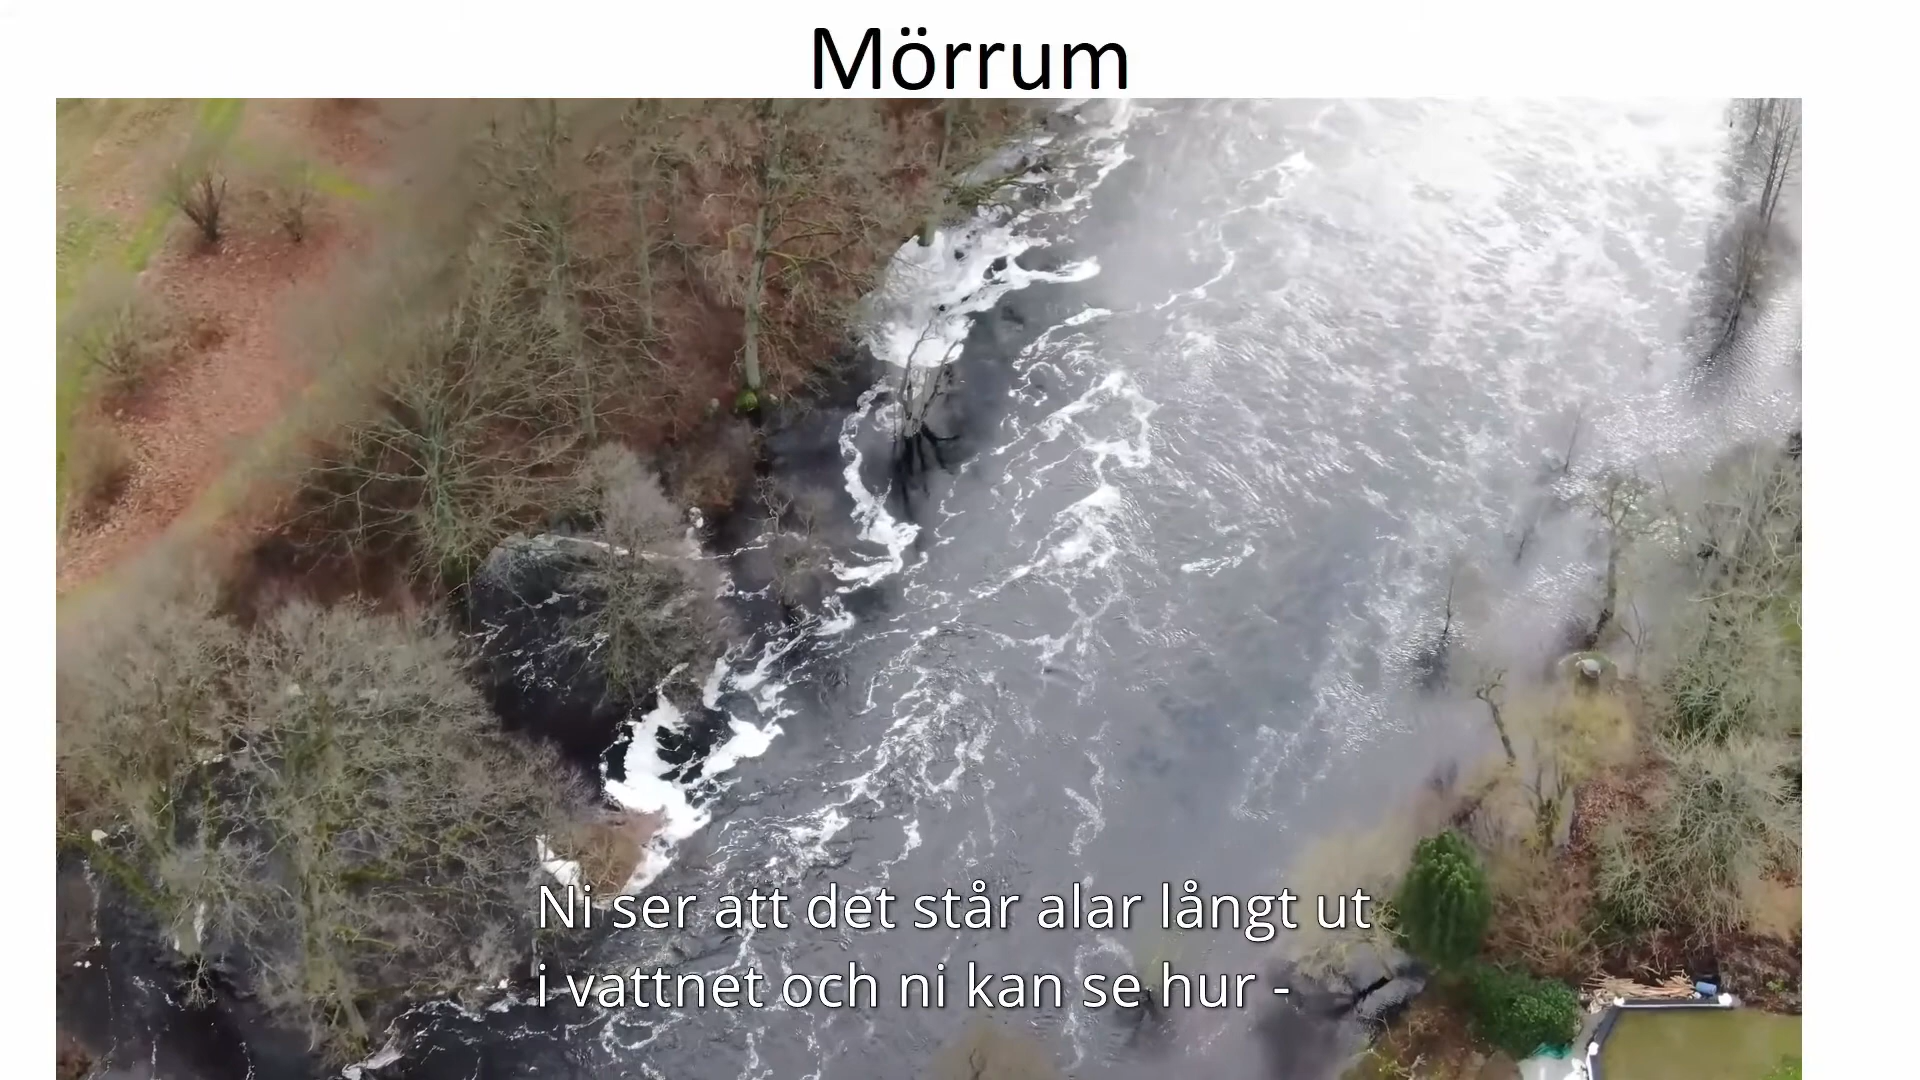 Mörrum
Ni ser att det står alar långt ut
i vattnet och ni kan se hur -